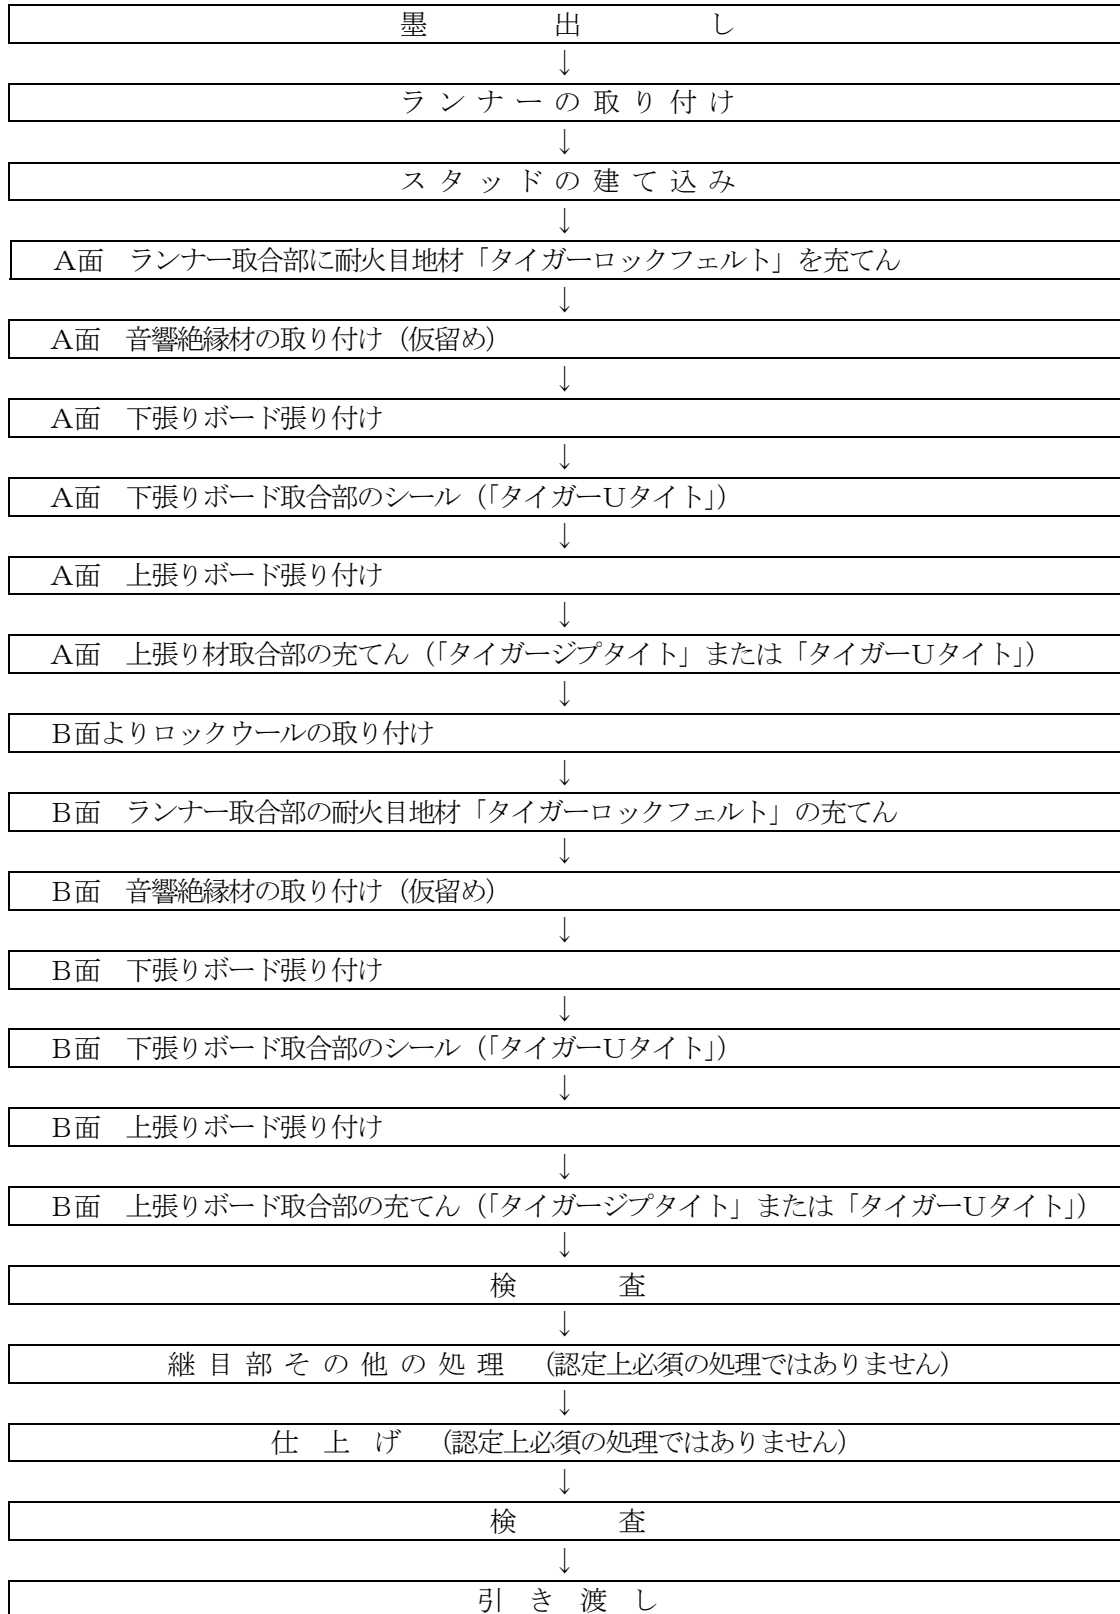 墨出し
↓
ランナーの取り付け
↓
スタッドの建て込み
↓
A面　ランナー取合部に耐火目地材「タイガーロックフェルト」を充てん
↓
A面　音響絶縁材の取り付け（仮留め）
↓
A面　下張りボード張り付け
↓
A面　下張りボード取合部のシール（「タイガーUタイト」）
↓
A面　上張りボード張り付け
↓
A面　上張り材取合部の充てん（「タイガージプタイト」または「タイガーUタイト」）
↓
B面よりロックウールの取り付け
↓
B面　ランナー取合部の耐火目地材「タイガーロックフェルト」の充てん
↓
B面　音響絶縁材の取り付け（仮留め）
↓
B面　下張りボード張り付け
↓
B面　下張りボード取合部のシール（「タイガーUタイト」）
↓
B面　上張りボード張り付け
↓
B面　上張りボード取合部の充てん（「タイガージプタイト」または「タイガーUタイト」）
↓
検査
↓
継目部その他の処理　（認定上必須の処理ではありません）
↓
仕上げ　（認定上必須の処理ではありません）
↓
検査
↓
引き渡し